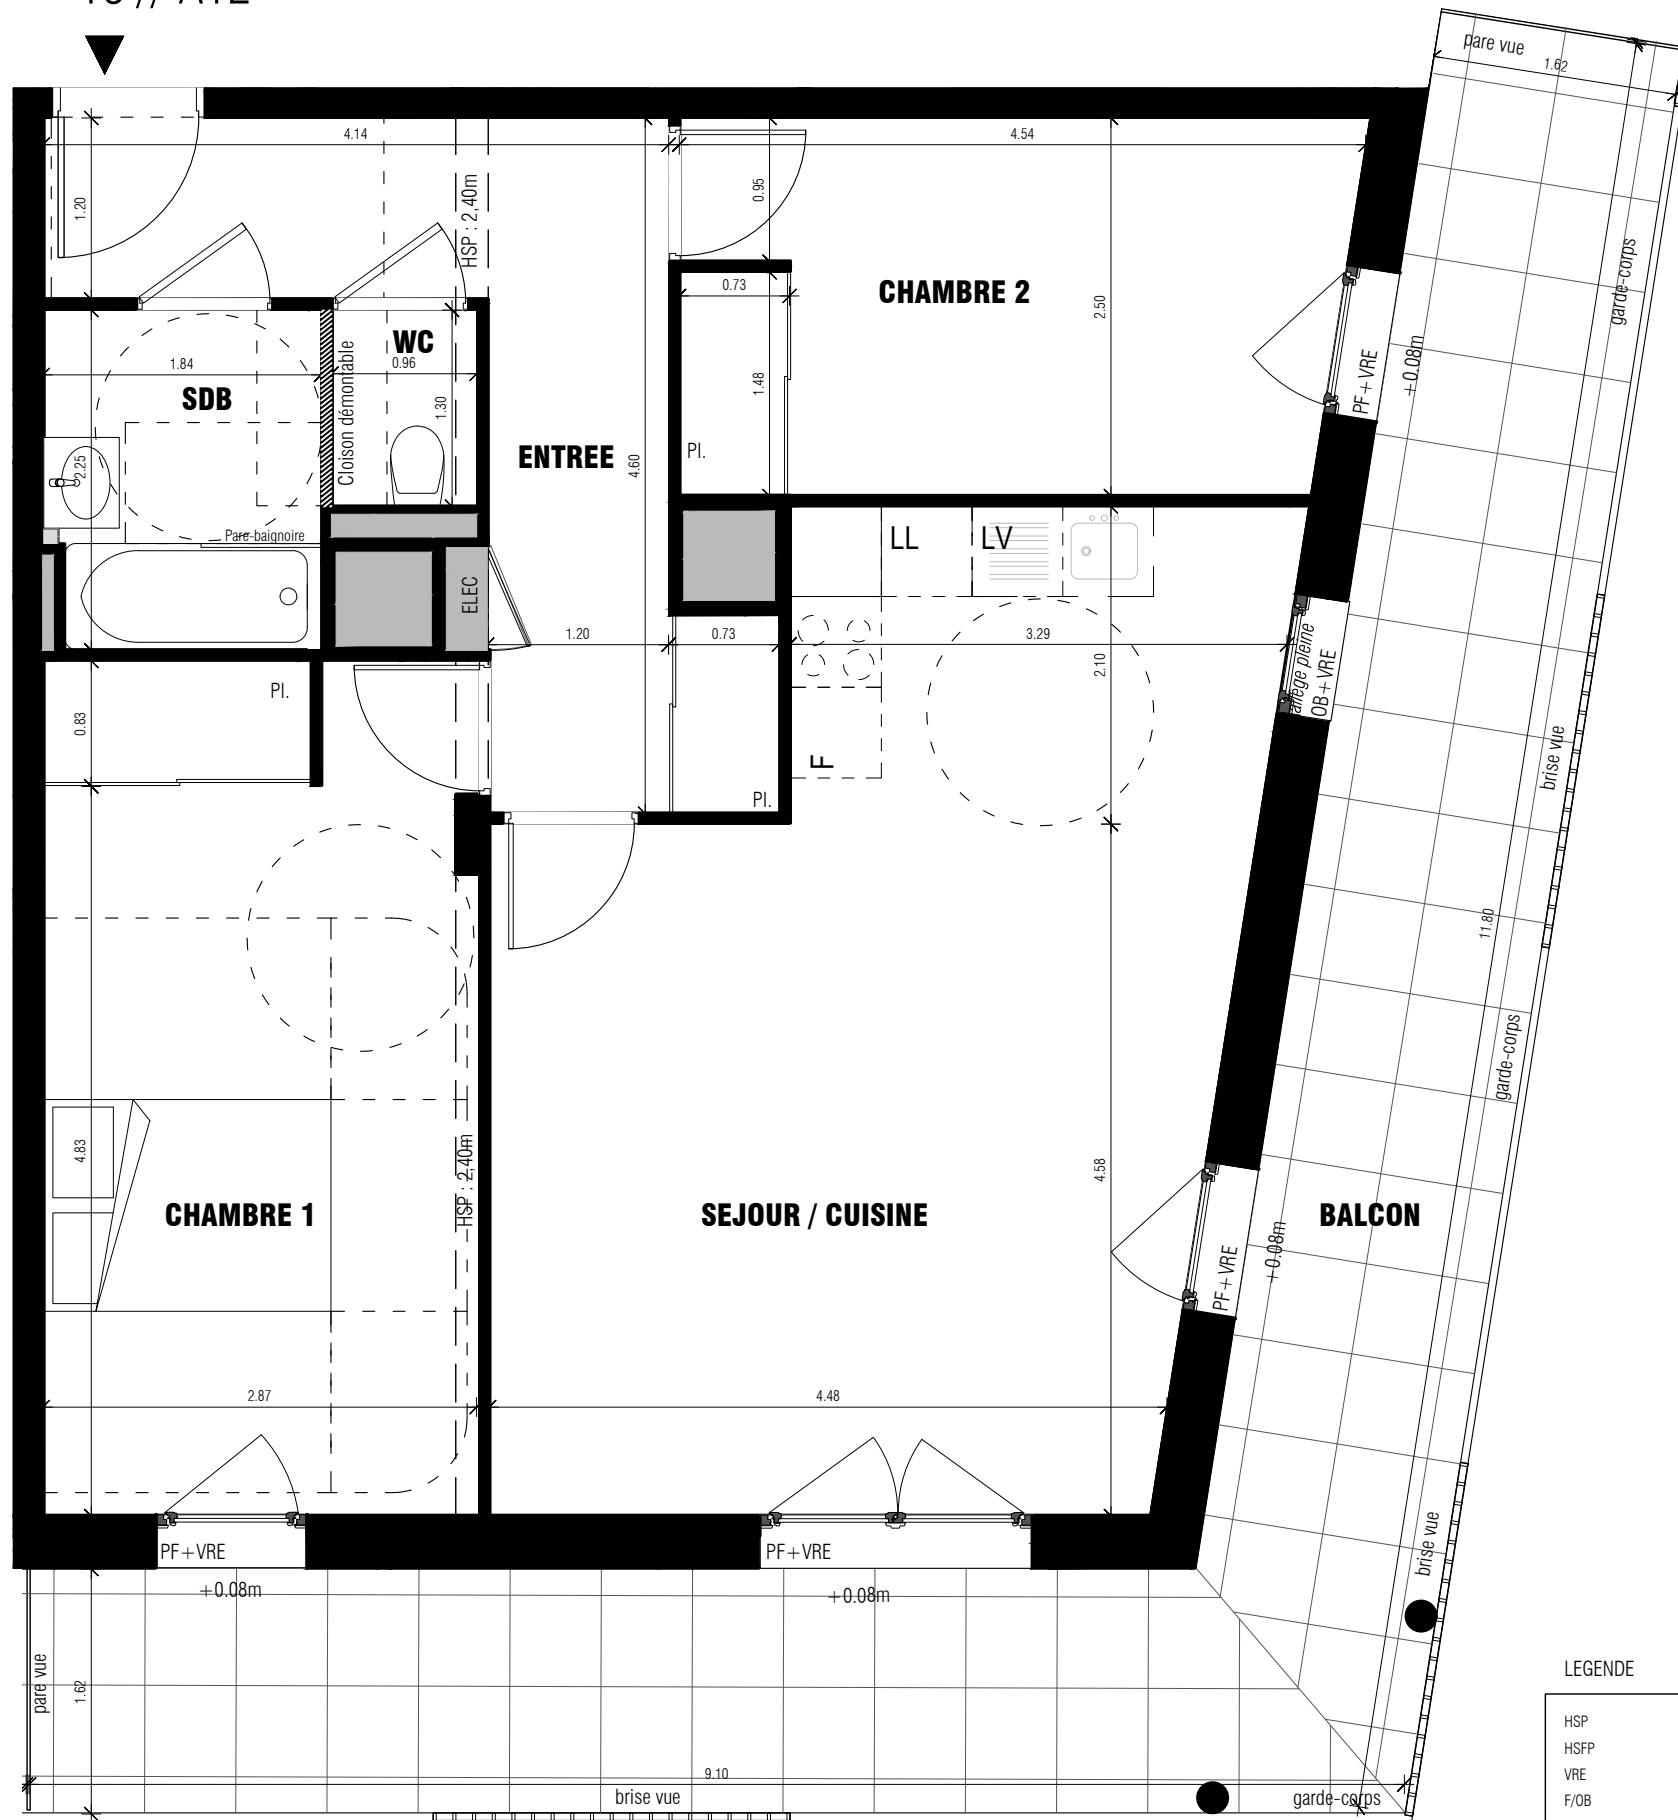 pare vue
1.62
4.14
4.54
1.20
HSP : 2,40m
0.95
garde-corps
0.73
CHAMBRE 2
2.50
WC
0.96
1.84
SDB
Cloison démontable
1.30
1.48
PF+VRE
+0.08m
ENTREE
4.60
Pl.
2.25
Pare-baignoire
LL
LV
ELEC
1.20
0.73
3.29
2.10
allège pleine
OB+VRE
Pl.
0.83
F
Pl.
brise vue
11.80
garde-corps
4.83
HSP : 2,40m
4.58
CHAMBRE 1
SEJOUR / CUISINE
BALCON
PF+VRE
+0.08m
2.87
4.48
PF+VRE
+0.08m
PF+VRE
+0.08m
brise vue
pare vue
1.62
9.10
brise vue
garde-corps
LEGENDE
HSP
HSFP
VRE
F/OB